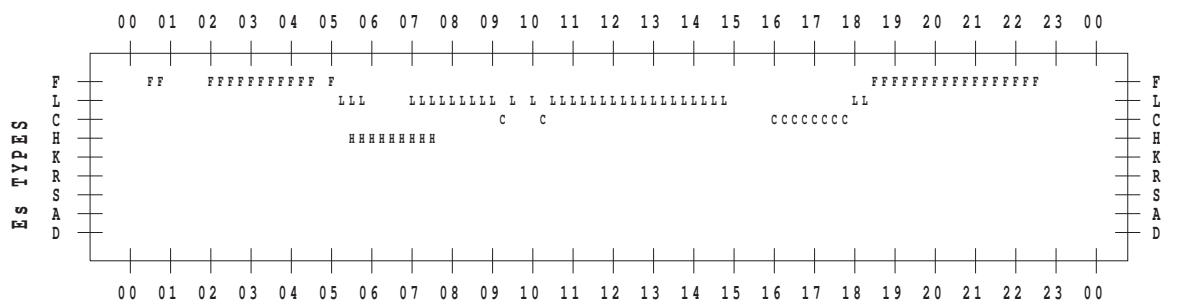 00 01 02 03 04 05 06 07 08 09 10 11 12 13 14 15 16 17 18 19 20 21 22 23 00
Es TYPES
F FF FFFFFFFFFFF F FFFFFFFFFFFFFFFFF F
L LLL LLLLLLLLL L L LLLLLLLLLLLLLLLLLL LL L
C C C CCCCCCCC C
H HHHHHHHHH H
K K
R R
S S
A A
D D
00 01 02 03 04 05 06 07 08 09 10 11 12 13 14 15 16 17 18 19 20 21 22 23 00